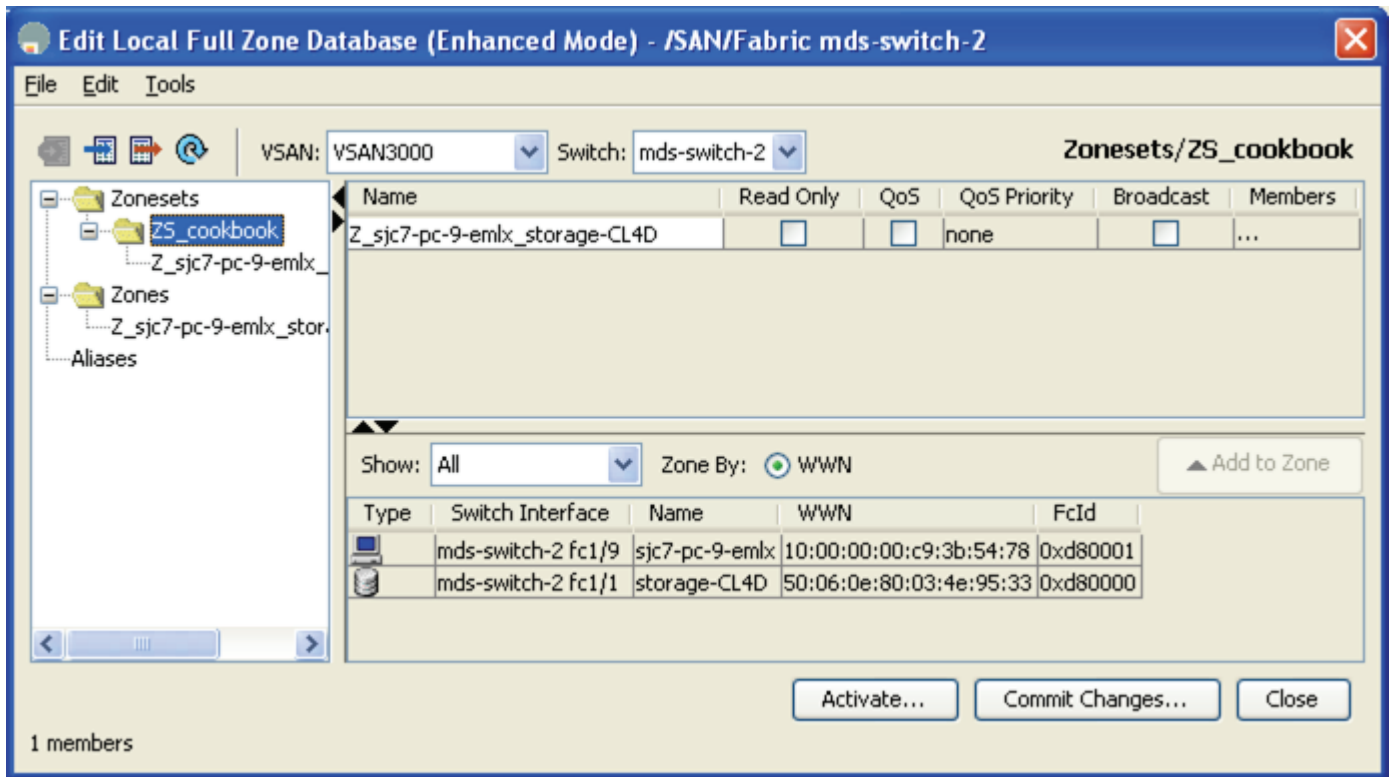 Edit Local Full Zone Database (Enhanced Mode) - /SAN/Fabric mds-switch-2
File Edit Tools
VSAN: VSAN3000 Switch: mds-switch-2 Zonesets/ZS_cookbook
Zonesets
ZS_cookbook
Z_sjc7-pc-9-emlx_
Zones
Z_sjc7-pc-9-emlx_stor
Aliases
Name Read Only QoS QoS Priority Broadcast Members
Z_sjc7-pc-9-emlx_storage-CL4D none ...
Show: All Zone By: WWN Add to Zone
Type Switch Interface Name WWN FcId
mds-switch-2 fc1/9 sjc7-pc-9-emlx 10:00:00:00:c9:3b:54:78 0xd80001
mds-switch-2 fc1/1 storage-CL4D 50:06:0e:80:03:4e:95:33 0xd80000
Activate... Commit Changes... Close
1 members